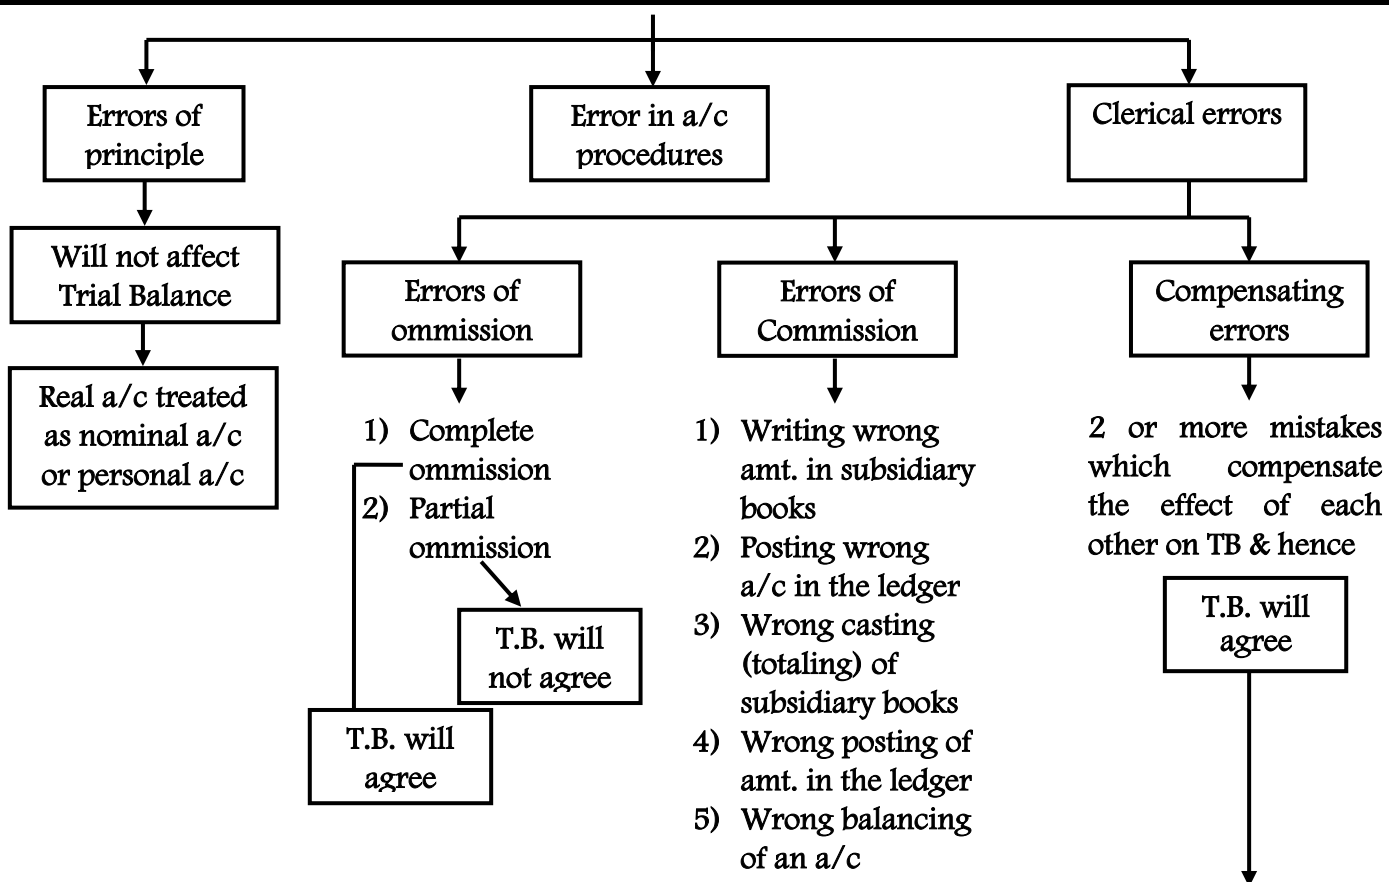 Errors of
principle
Error in a/c
procedures
Clerical errors
Will not affect
Trial Balance
Real a/c treated
as nominal a/c
or personal a/c
Errors of
ommission
1) Complete
ommission
2) Partial
ommission
T.B. will
not agree
T.B. will
agree
Errors of
Commission
1) Writing wrong
amt. in subsidiary
books
2) Posting wrong
a/c in the ledger
3) Wrong casting
(totaling) of
subsidiary books
4) Wrong posting of
amt. in the ledger
5) Wrong balancing
of an a/c
Compensating
errors
2 or more mistakes
which compensate
the effect of each
other on TB & hence
T.B. will
agree